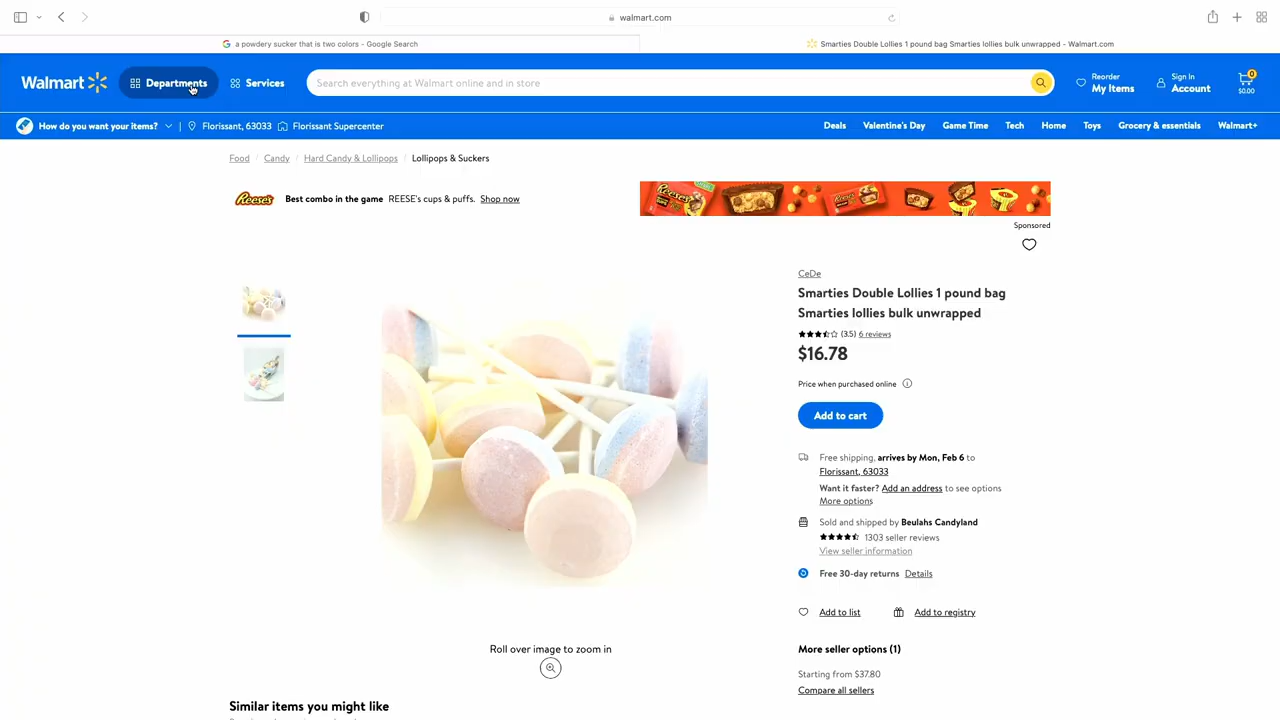 walmart.com
a powdery sucker that is two colors - Google Search
Smarties Double Lollies 1 pound bag Smarties lollies bulk unwrapped - Walmart.com
Walmart
Departments
Services
Search everything at Walmart online and in store
Reorder
My Items
Sign In
Account
0
$0.00
How do you want your items?
Florissant, 63033
Florissant Supercenter
Deals
Valentine's Day
Game Time
Tech
Home
Toys
Grocery & essentials
Walmart+
Food / Candy / Hard Candy & Lollipops / Lollipops & Suckers
Reese's
Best combo in the game REESE's cups & puffs. Shop now
Sponsored
CeDe
Smarties Double Lollies 1 pound bag
Smarties lollies bulk unwrapped
(3.5) 6 reviews
$16.78
Price when purchased online
Add to cart
Free shipping, arrives by Mon, Feb 6 to
Florissant, 63033
Want it faster? Add an address to see options
More options
Sold and shipped by Beulahs Candyland
1303 seller reviews
View seller information
Free 30-day returns Details
Add to list
Add to registry
More seller options (1)
Starting from $37.80
Compare all sellers
Roll over image to zoom in
Similar items you might like